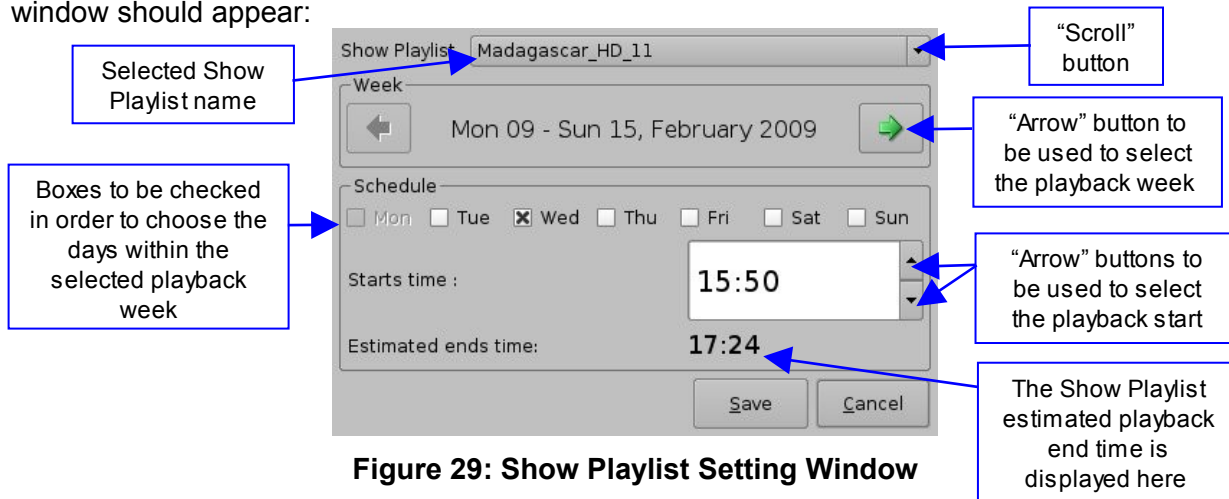 window should appear:
Selected Show
Playlist name
Show Playlist
Madagascar_HD_11
“Scroll”
button
Week
Mon 09 - Sun 15, February 2009
“Arrow” button to
be used to select
the playback week
Boxes to be checked
in order to choose the
days within the
selected playback
week
Schedule
Mon Tue Wed Thu Fri Sat Sun
Starts time :
15:50
“Arrow” buttons to
be used to select
the playback start
Estimated ends time:
17:24
Save
Cancel
The Show Playlist
estimated playback
end time is
displayed here
Figure 29: Show Playlist Setting Window